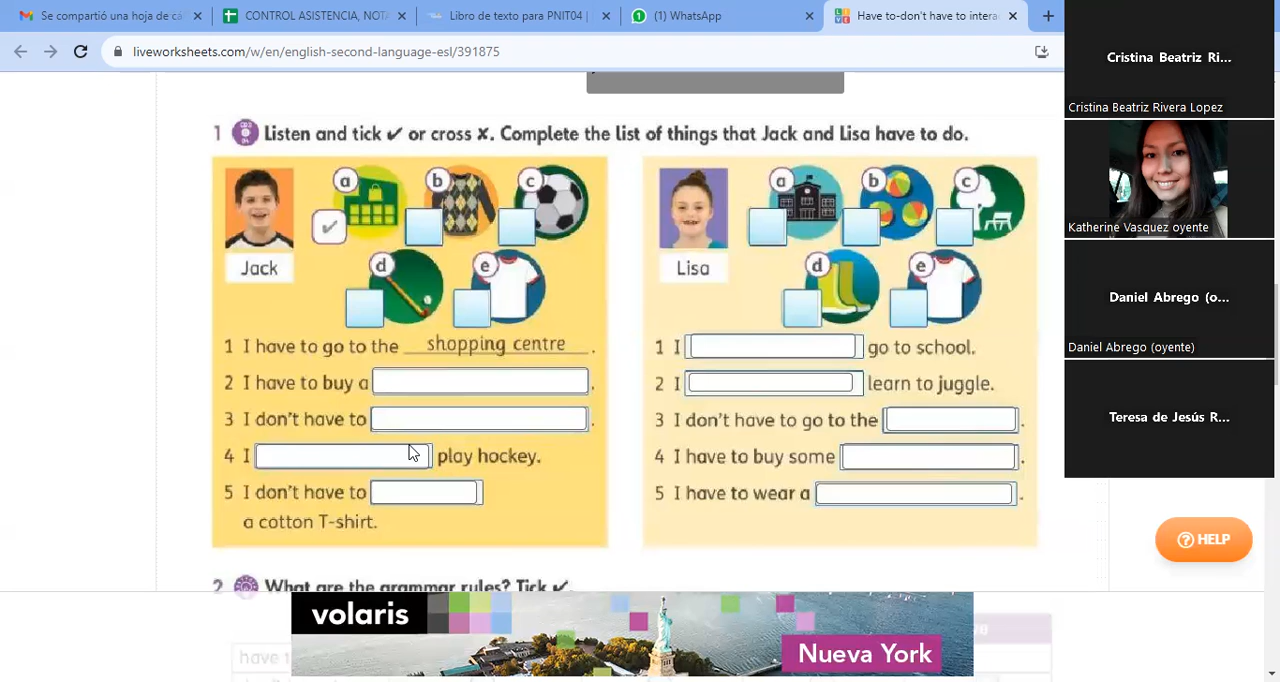 Se compartió una hoja de cá
CONTROL ASISTENCIA, NOTA
Libro de texto para PNIT04 |
(1) WhatsApp
Have to-don't have to intera
liveworksheets.com/w/en/english-second-language-esl/391875
Cristina Beatriz Ri...
Cristina Beatriz Rivera Lopez
Katherine Vasquez oyente
Daniel Abrego (o...
Daniel Abrego (oyente)
Teresa de Jesús R...
1 Listen and tick ✔ or cross ✘. Complete the list of things that Jack and Lisa have to do.
a b c
✔
Jack
d e
1 I have to go to the shopping centre.
2 I have to buy a .
3 I don't have to .
4 I play hockey.
5 I don't have to
a cotton T-shirt.
a b c
Lisa
d e
1 I go to school.
2 I learn to juggle.
3 I don't have to go to the .
4 I have to buy some .
5 I have to wear a .
HELP
2 What are the grammar rules? Tick ✔.
volaris
Nueva York
have